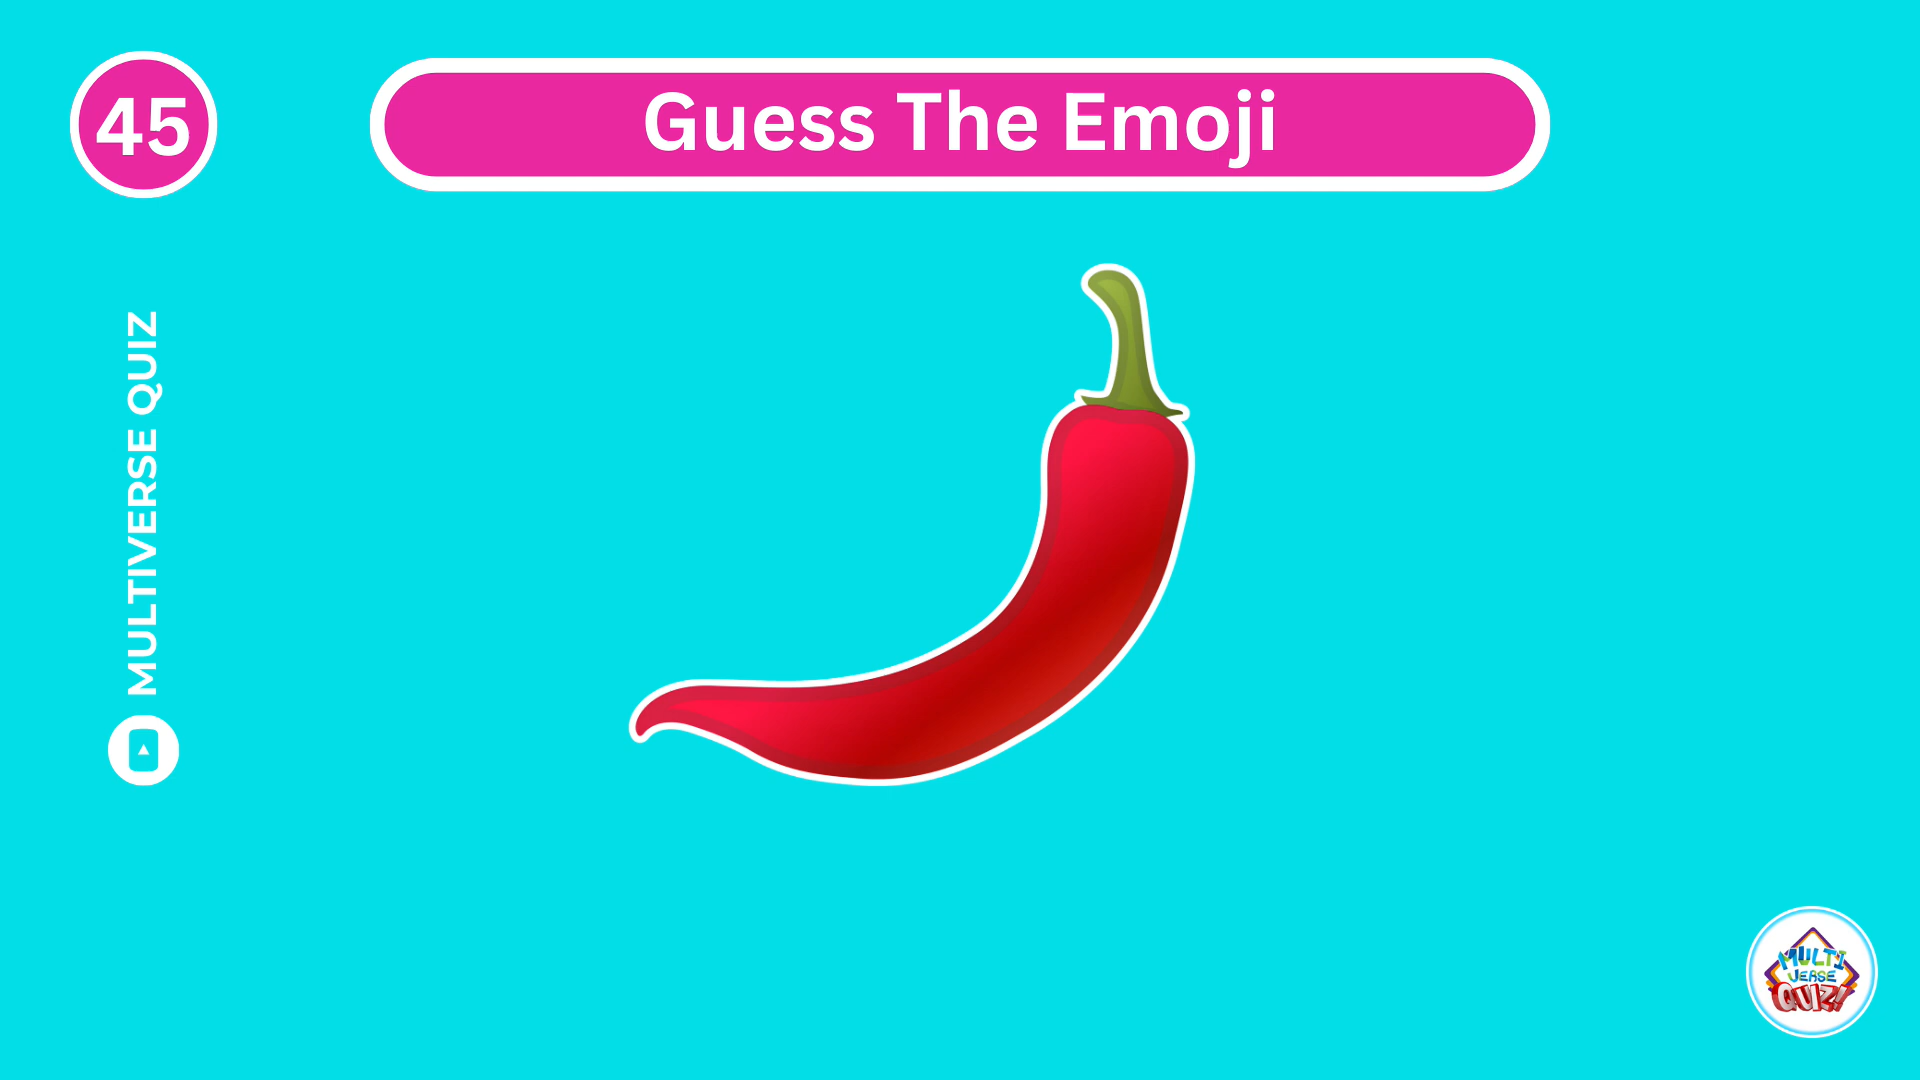 45
Guess The Emoji
MULTIVERSE QUIZ
MULTI
VERSE
QUIZ!